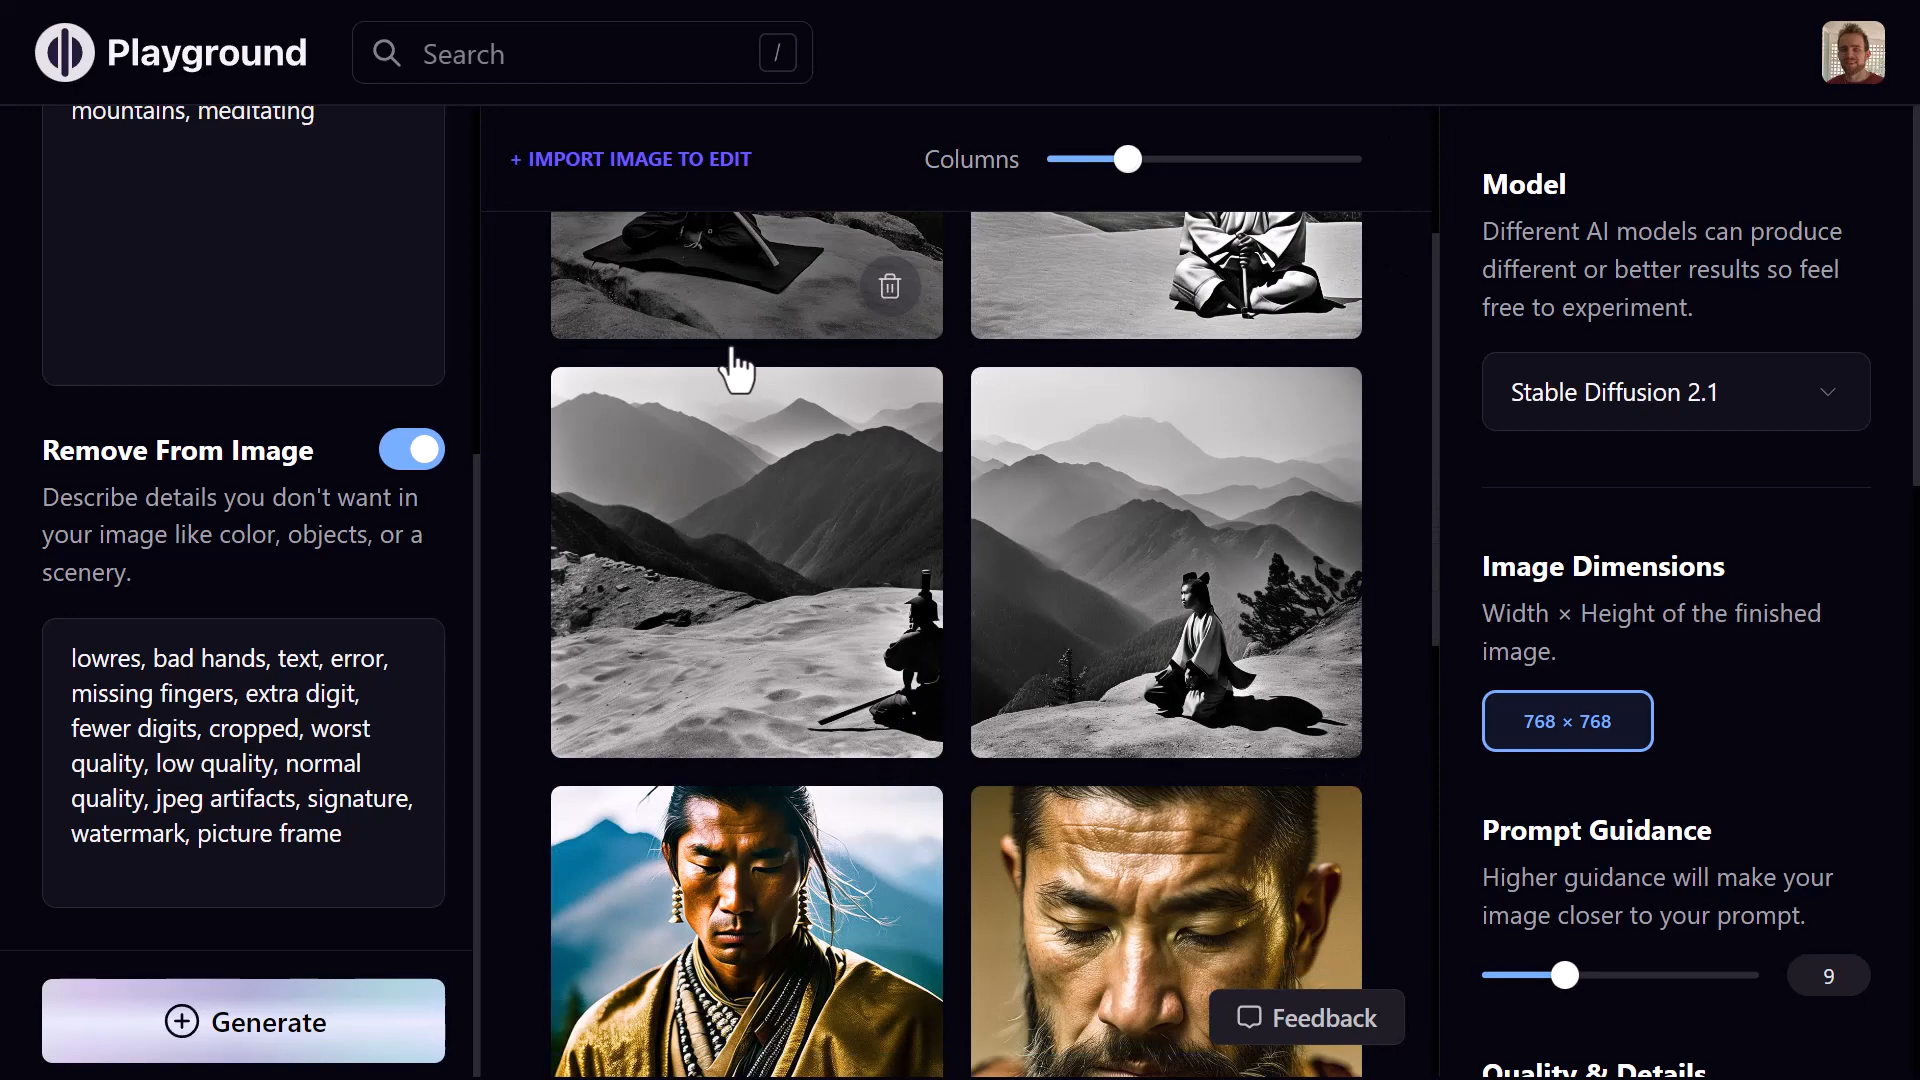 Playground
Search
/
mountains, meditating
Remove From Image
Describe details you don't want in
your image like color, objects, or a
scenery.
lowres, bad hands, text, error,
missing fingers, extra digit,
fewer digits, cropped, worst
quality, low quality, normal
quality, jpeg artifacts, signature,
watermark, picture frame
Generate
+ IMPORT IMAGE TO EDIT
Columns
Feedback
Model
Different AI models can produce
different or better results so feel
free to experiment.
Stable Diffusion 2.1
Image Dimensions
Width × Height of the finished
image.
768 × 768
Prompt Guidance
Higher guidance will make your
image closer to your prompt.
9
Quality & Details